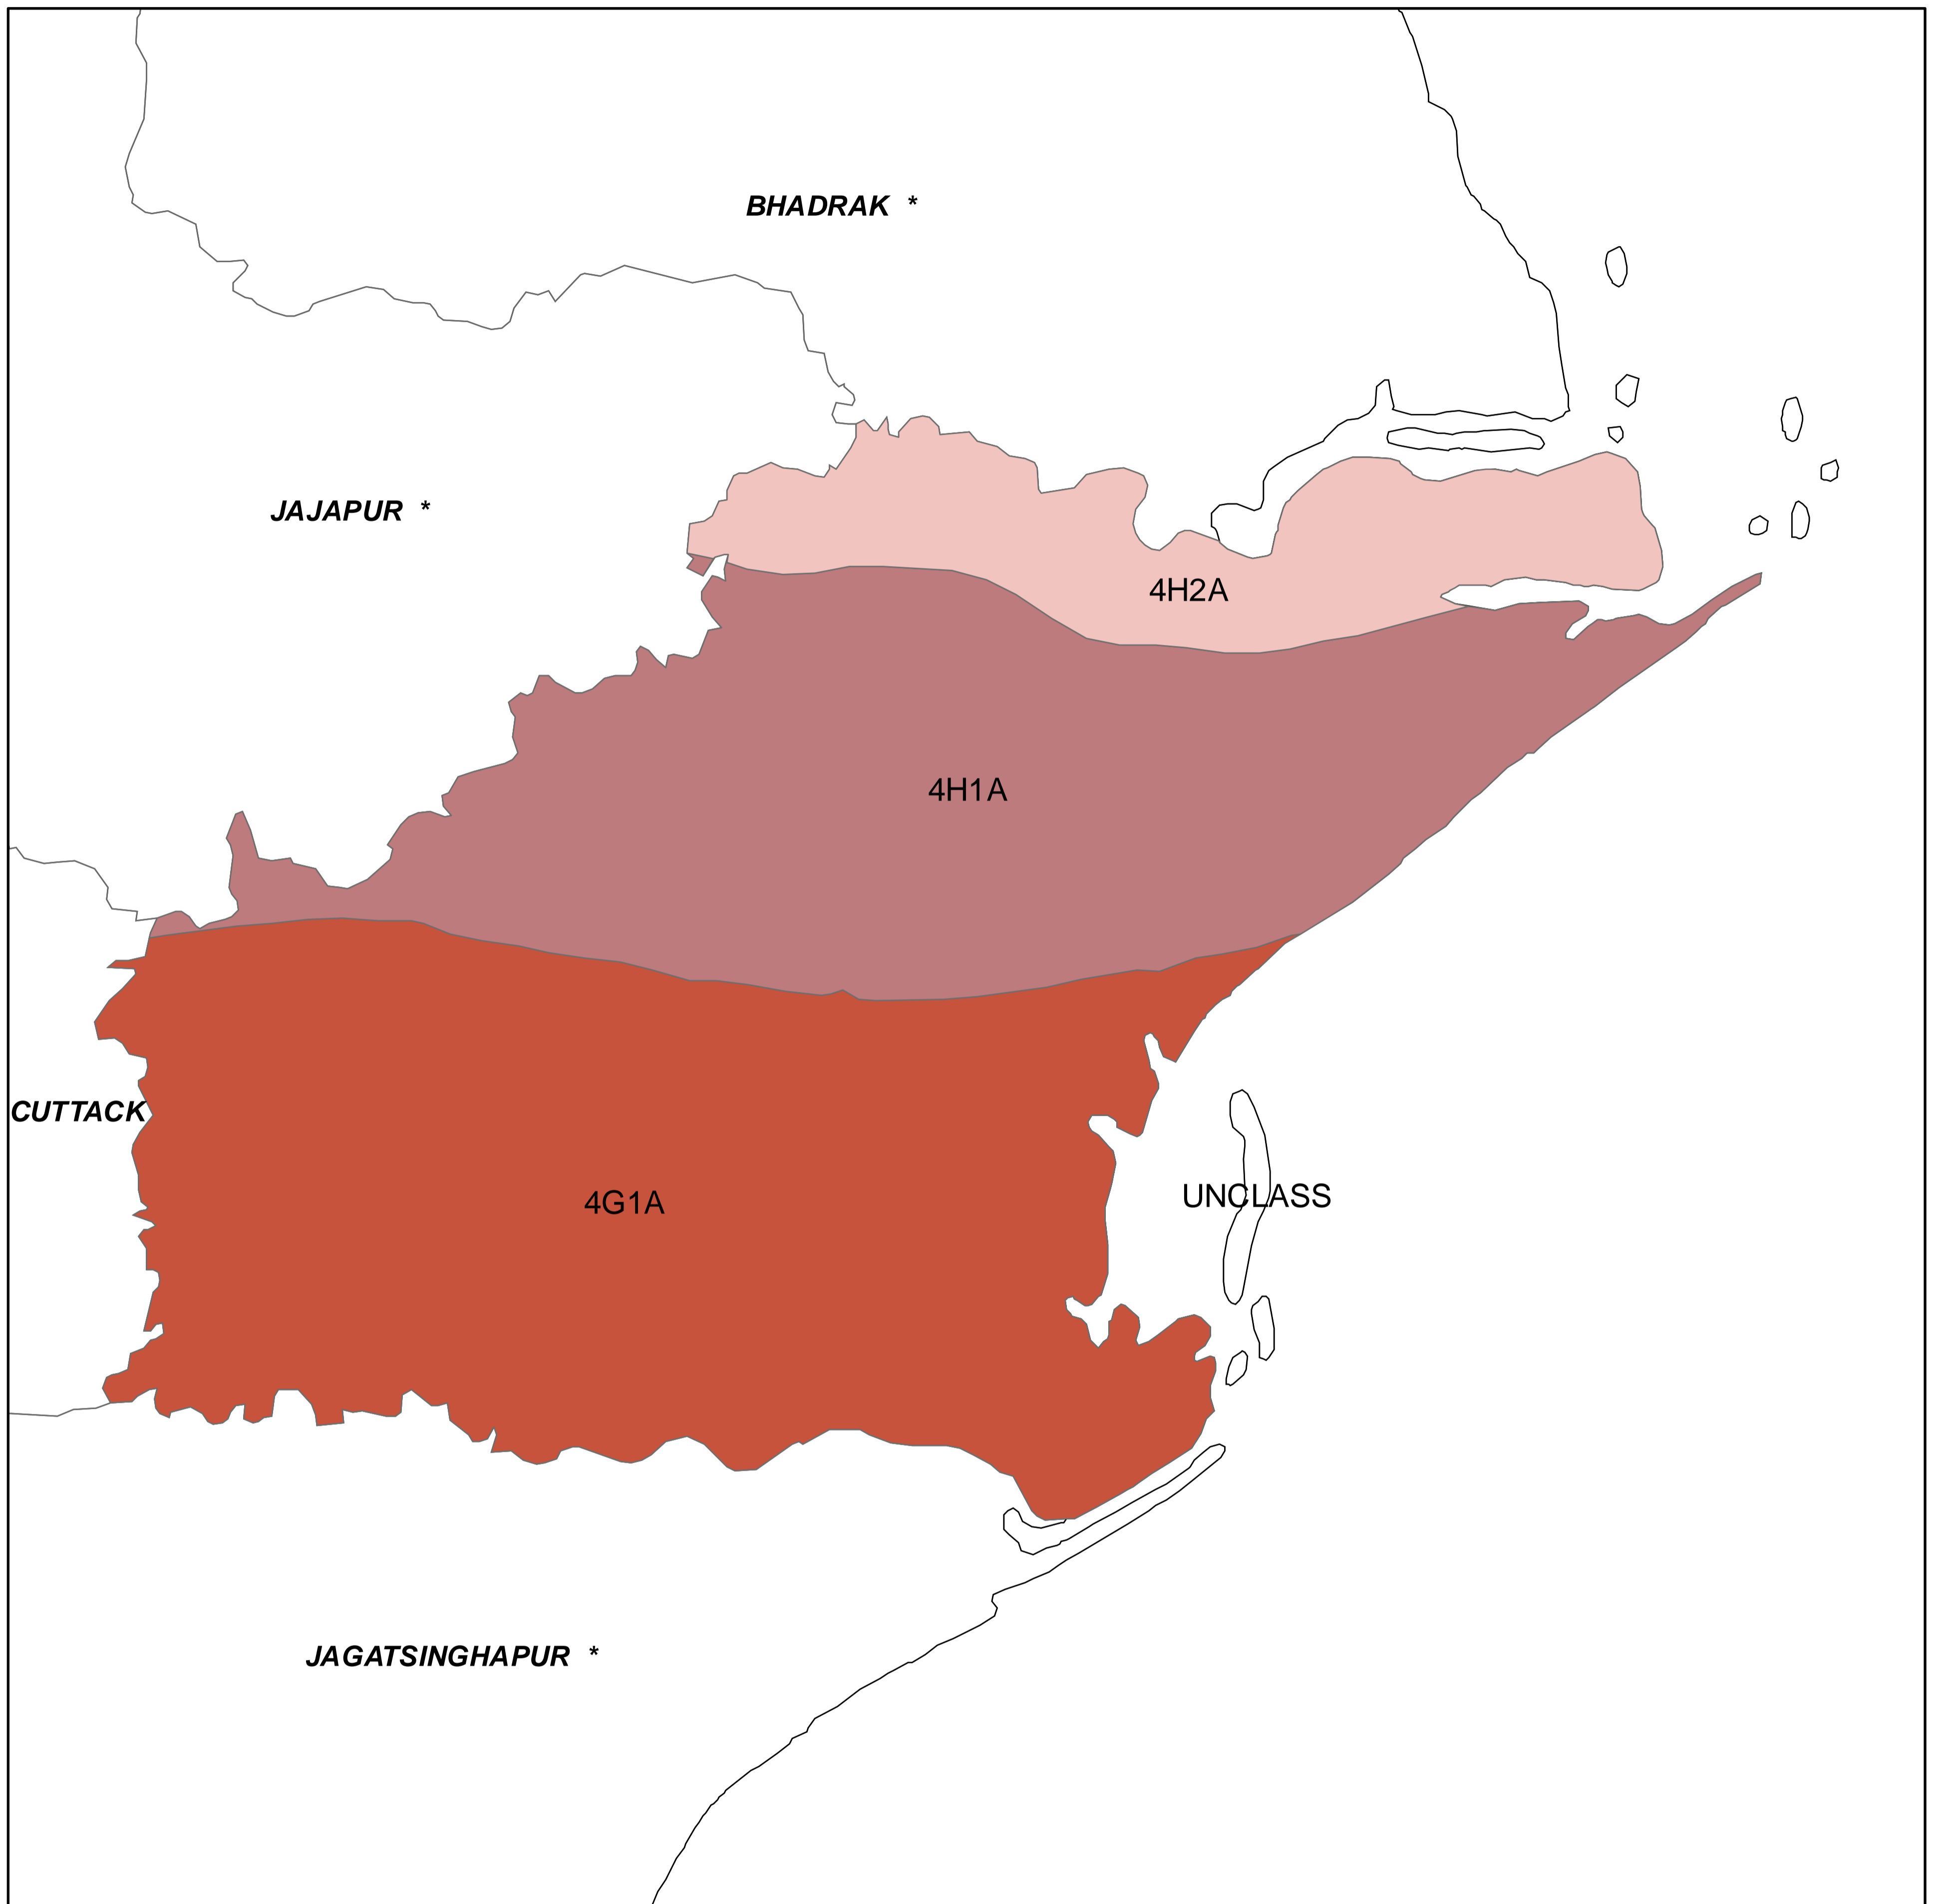 BHADRAK *
JAJAPUR *
4H2A
4H1A
CUTTACK
4G1A
UNCLASS
JAGATSINGHAPUR *